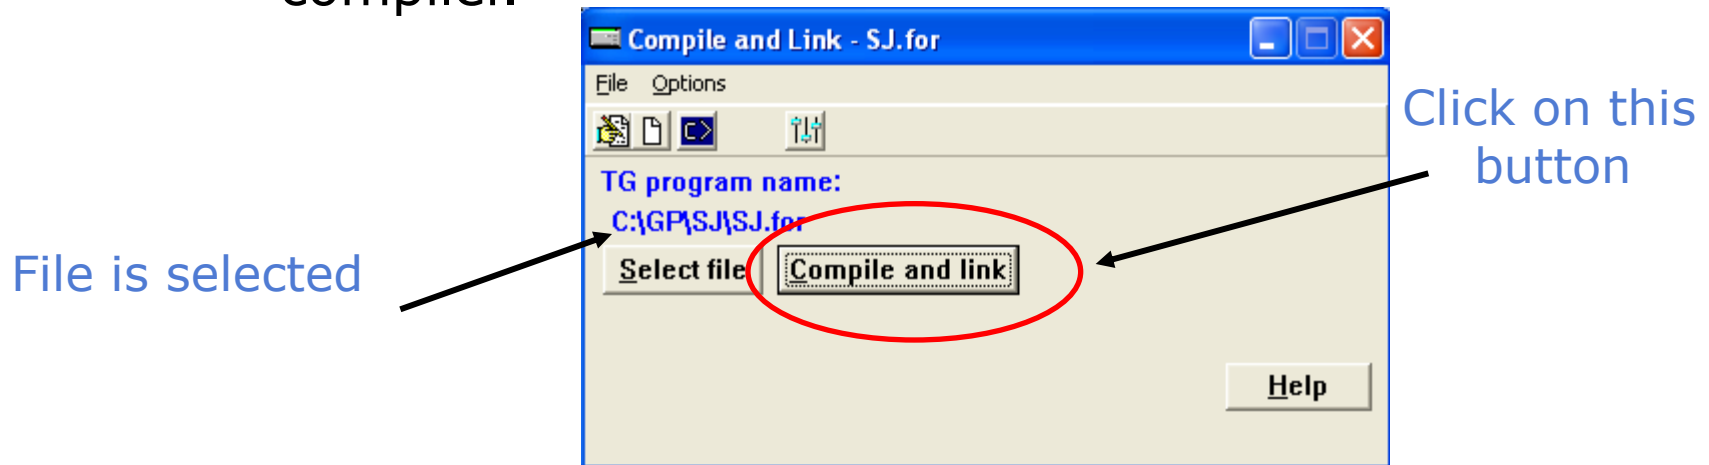 compiler.
Compile and Link - SJ.for
File Options
C>
Click on this
button
TG program name:
C:\GP\SJ\SJ.for
File is selected
Select file Compile and link
Help